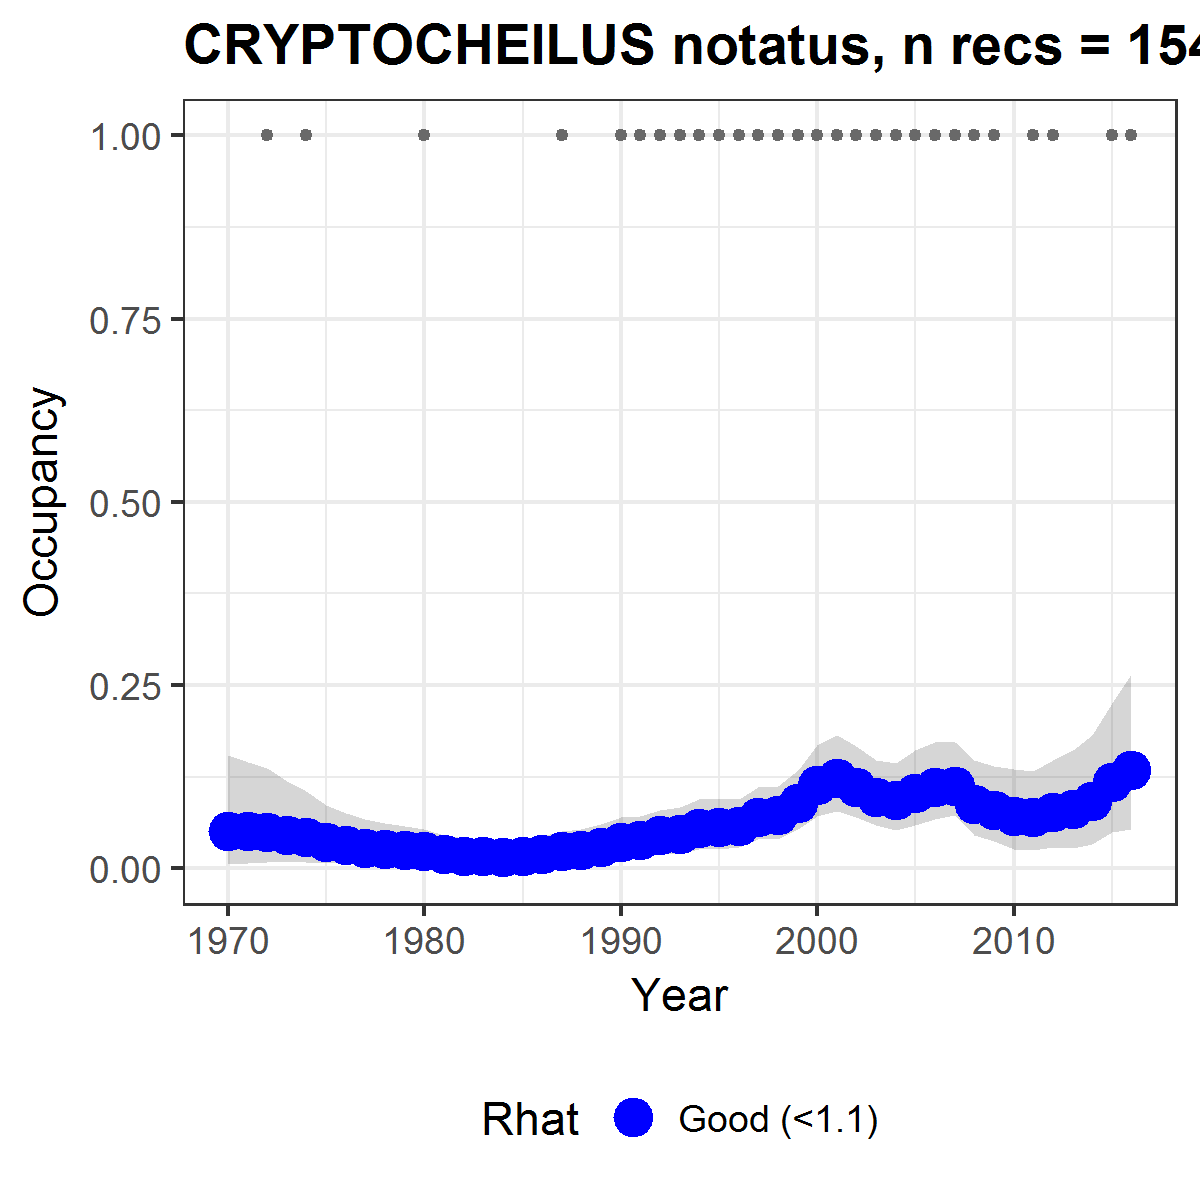 CRYPTOCHEILUS notatus, n recs = 154
1.00
0.75
0.50
0.25
0.00
Occupancy
1970 1980 1990 2000 2010
Year
Rhat Good (<1.1)